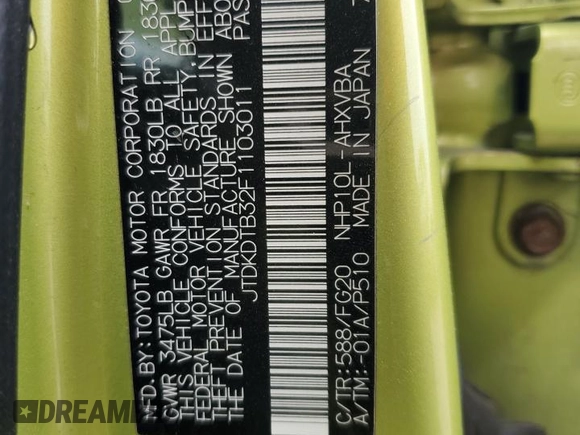 MFD. BY: TOYOTA MOTOR CORPORATION
GVWR 3475LB GAWR FR 1830LB RR 1830
THIS VEHICLE CONFORMS TO ALL APPL
FEDERAL MOTOR VEHICLE SAFETY, BUMP
THEFT PREVENTION STANDARDS IN EFF
THE DATE OF MANUFACTURE SHOWN ABO
JTDKDTB32F1103011 PAS
C/TR: 588/FG20 NHP10L-AHXVBA
A/TM: -01A/P510 MADE IN JAPAN
DREAM